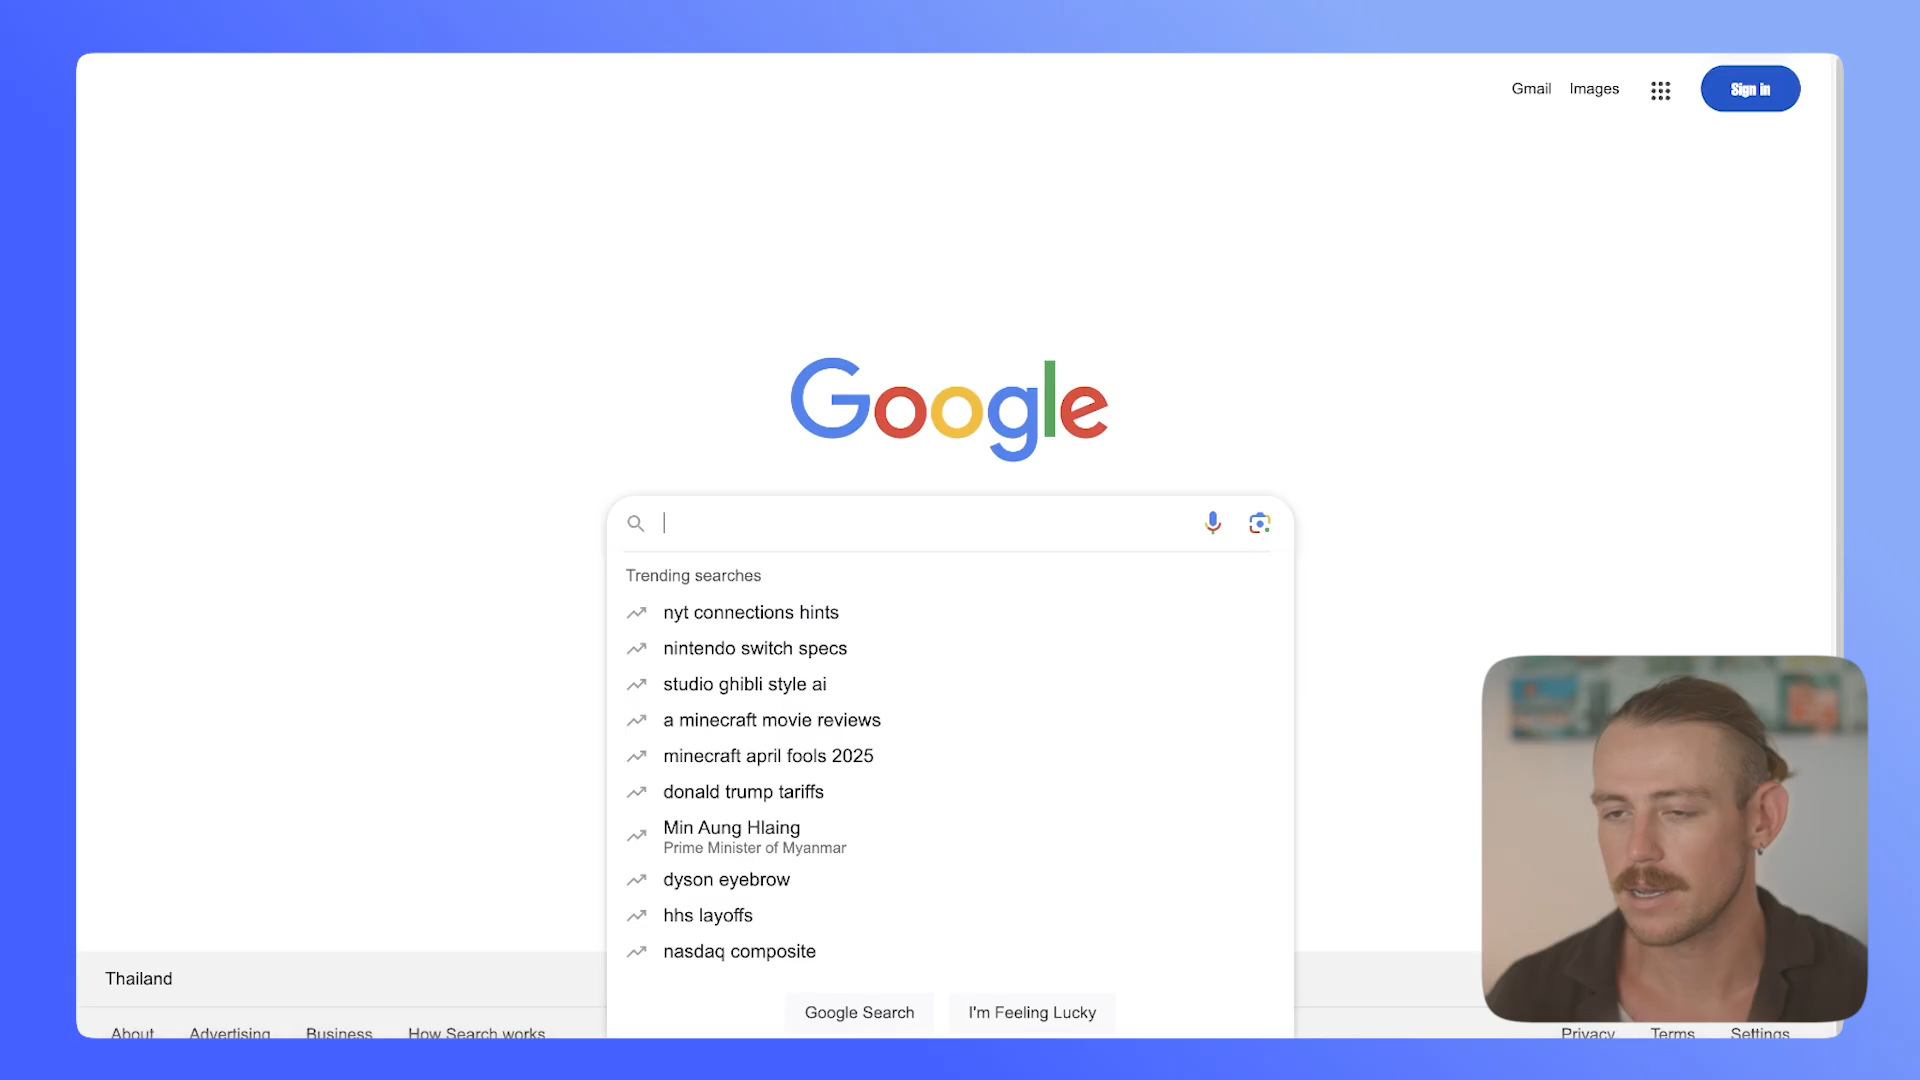 Gmail Images
Sign in
Google
Trending searches
nyt connections hints
nintendo switch specs
studio ghibli style ai
a minecraft movie reviews
minecraft april fools 2025
donald trump tariffs
Min Aung Hlaing
Prime Minister of Myanmar
dyson eyebrow
hhs layoffs
nasdaq composite
Google Search
I'm Feeling Lucky
Thailand
About Advertising Business How Search works
Privacy Terms Settings